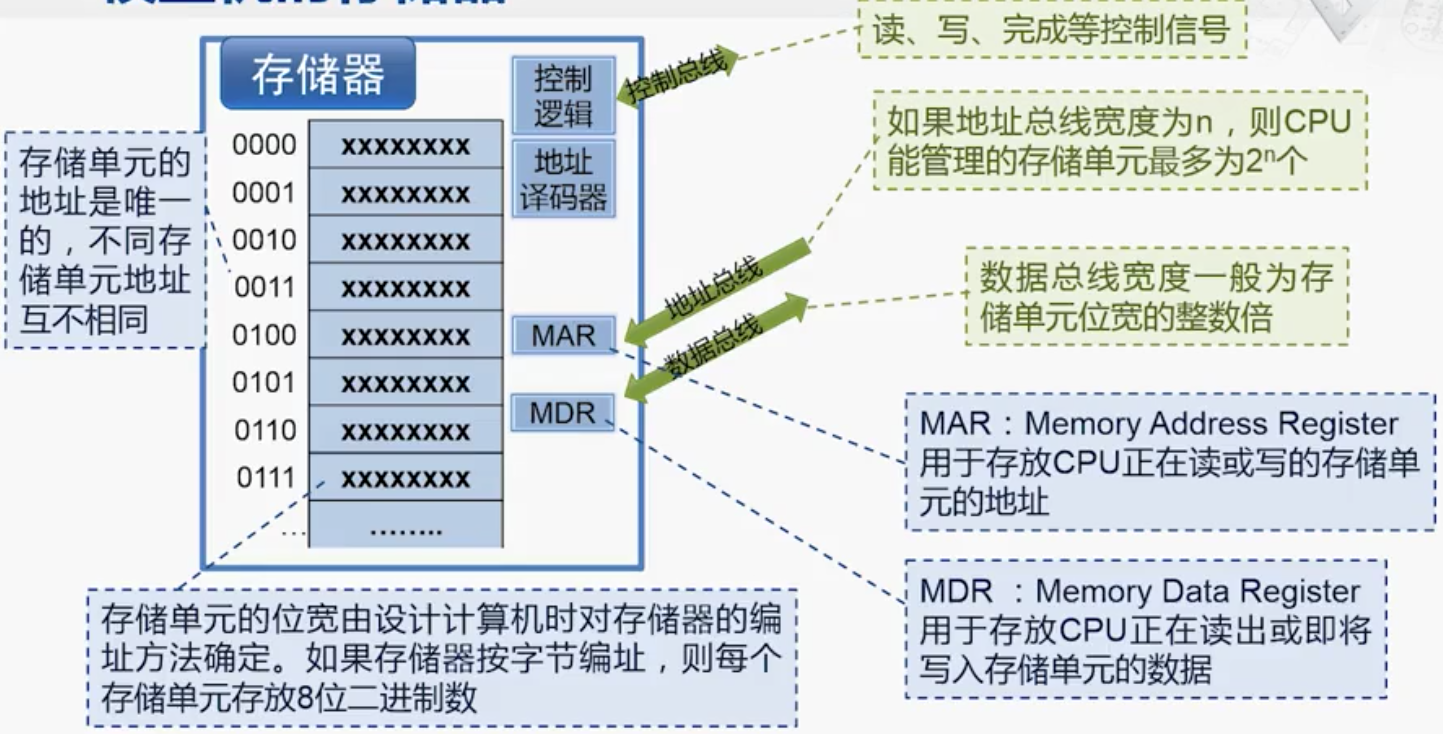 模型机的存储器
存储器
控制
逻辑
地址
译码器
MAR
MDR
0000 xxxxxxxx
0001 xxxxxxxx
0010 xxxxxxxx
0011 xxxxxxxx
0100 xxxxxxxx
0101 xxxxxxxx
0110 xxxxxxxx
0111 xxxxxxxx
... ........
存储单元的
地址是唯一
的，不同存
储单元地址
互不相同
控制总线
地址总线
数据总线
读、写、完成等控制信号
如果地址总线宽度为n，则CPU
能管理的存储单元最多为2ⁿ个
数据总线宽度一般为存
储单元位宽的整数倍
MAR：Memory Address Register
用于存放CPU正在读或写的存储单
元的地址
MDR ：Memory Data Register
用于存放CPU正在读出或即将
写入存储单元的数据
存储单元的位宽由设计计算机时对存储器的编
址方法确定。如果存储器按字节编址，则每个
存储单元存放8位二进制数